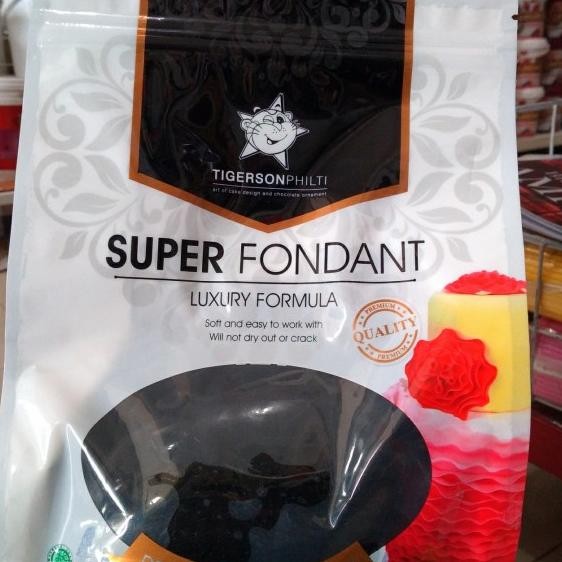 TIGERSONPHILTI
art of cake design and chocolate ornament
SUPER FONDANT
LUXURY FORMULA
Soft and easy to work with
Will not dry out or crack
PREMIUM
QUALITY
PREMIUM